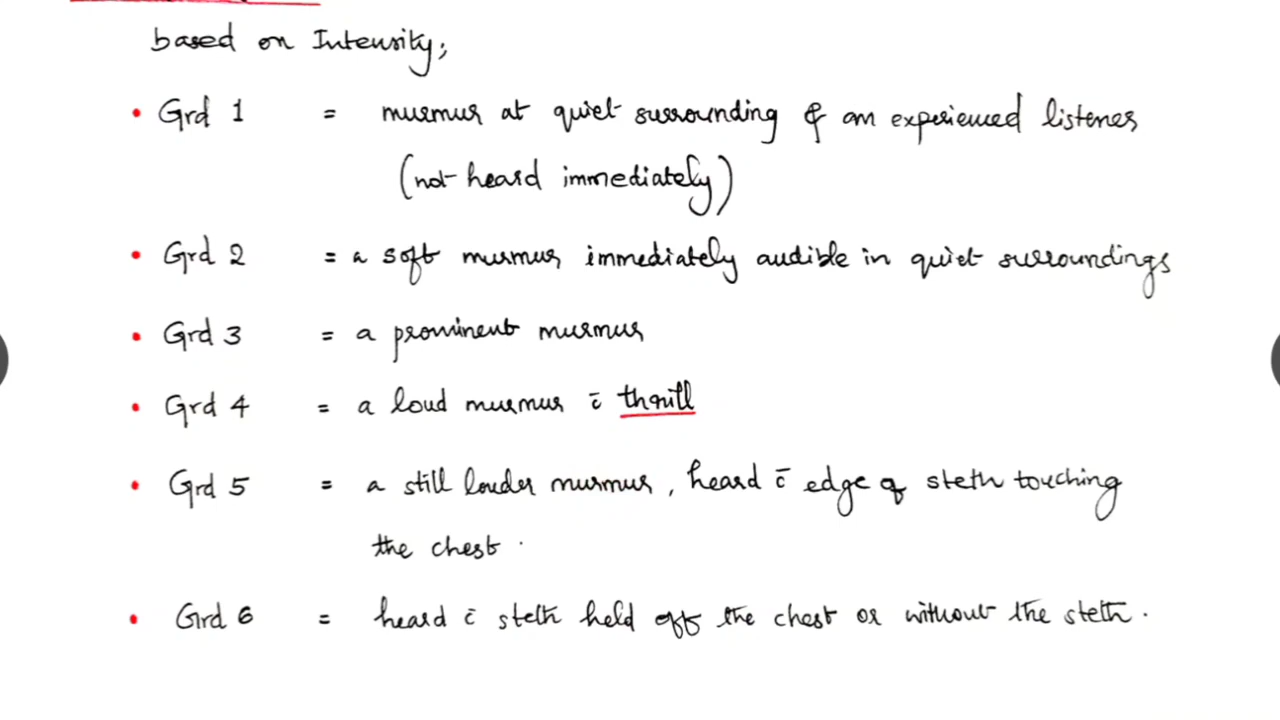 based on Intensity;
• Grd 1 = murmur at quiet surrounding & an experienced listener
(not heard immediately)
• Grd 2 = a soft murmur immediately audible in quiet surroundings
• Grd 3 = a prominent murmur
• Grd 4 = a loud murmur c̄ thrill
• Grd 5 = a still louder murmur, heard c̄ edge of steth touching
the chest.
• Grd 6 = heard c̄ steth held off the chest or without the steth.